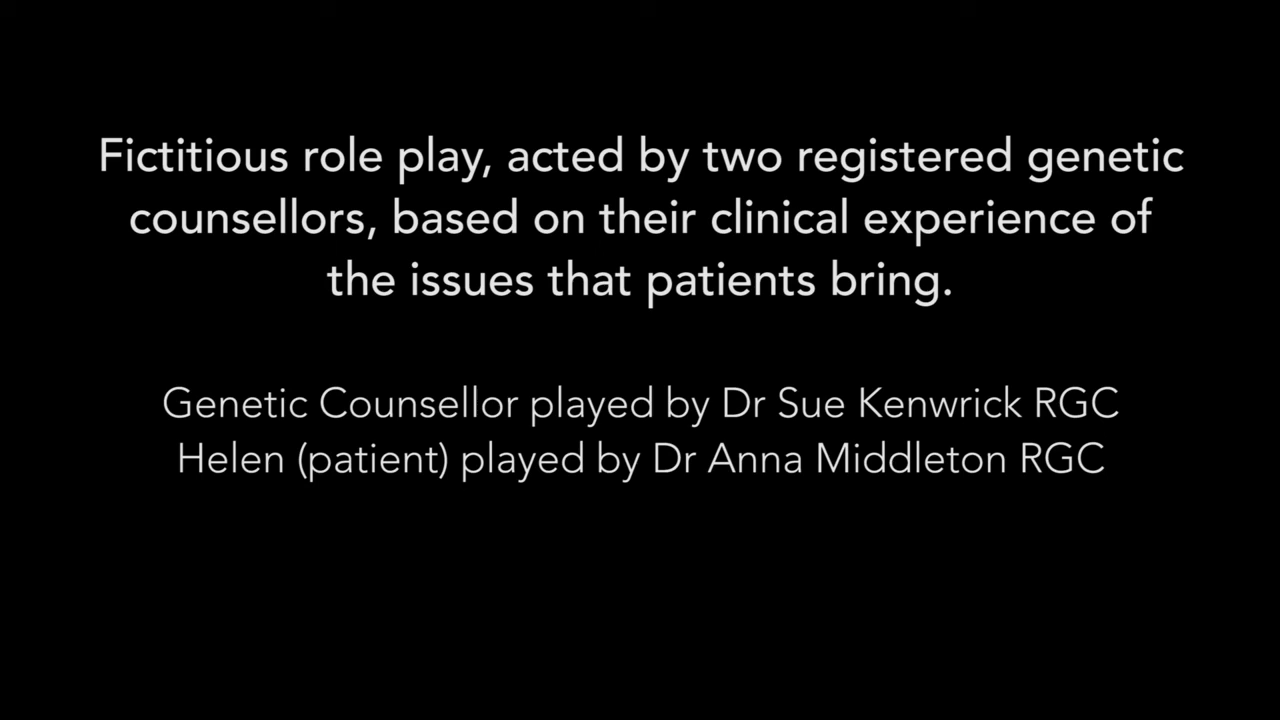 Fictitious role play, acted by two registered genetic
counsellors, based on their clinical experience of
the issues that patients bring.
Genetic Counsellor played by Dr Sue Kenwrick RGC
Helen (patient) played by Dr Anna Middleton RGC